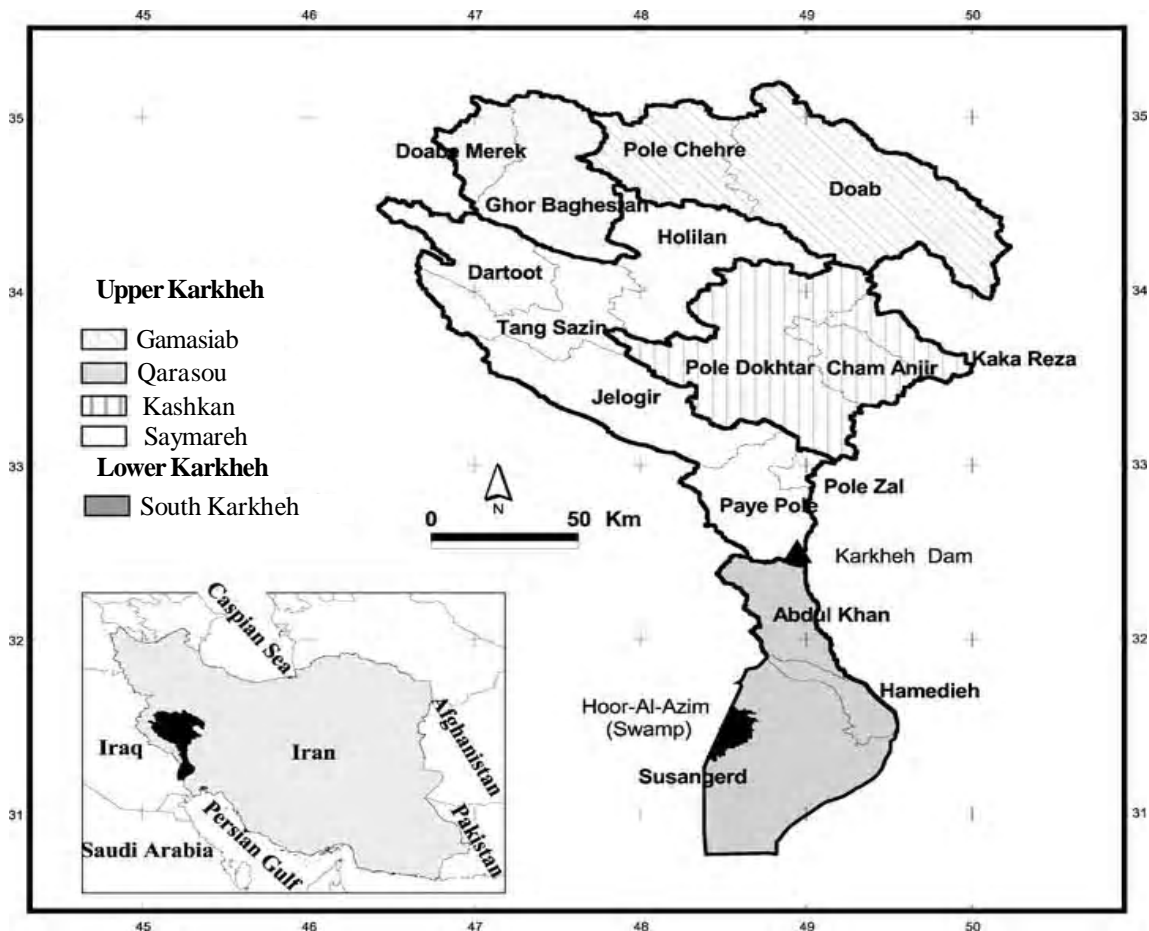 45 46 47 48 49 50
35 35
Doabe Merek
Pole Chehre
Doab
Ghor Baghestan
Holilan
Dartoot
34 34
Upper Karkheh
Gamasiab
Qarasou
Kashkan
Saymareh
Lower Karkheh
South Karkheh
Tang Sazin
Pole Dokhtar
Cham Anjir
Kaka Reza
Jelogir
33 33
Pole Zal
Paye Pole
N
0 50 Km
Karkheh Dam
Abdul Khan
32 32
Hamedieh
Hoor-Al-Azim
(Swamp)
Susangerd
31 31
Caspian Sea
Afghanistan
Iraq
Iran
Pakistan
Persian Gulf
Saudi Arabia
45 46 47 48 49 50